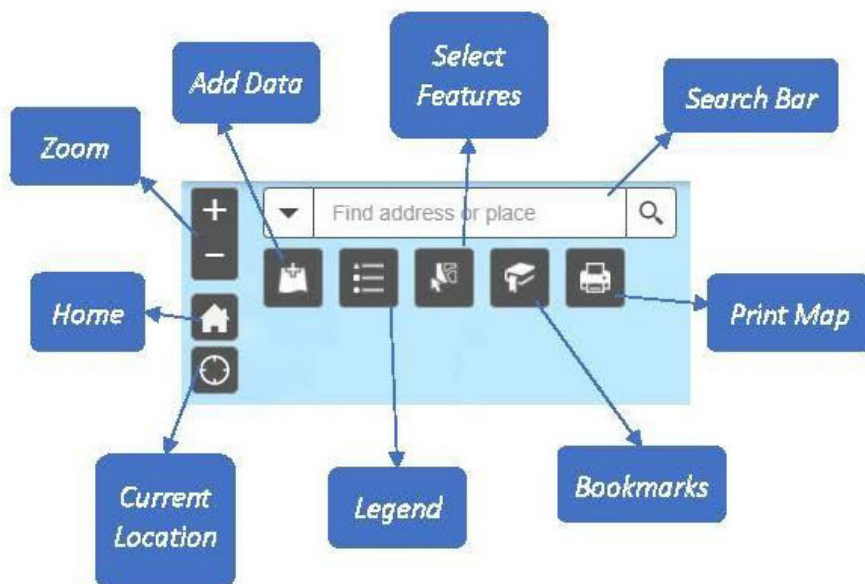 Select
Features
Add Data
Search Bar
Zoom
Find address or place
Home
Print Map
Current
Location
Legend
Bookmarks